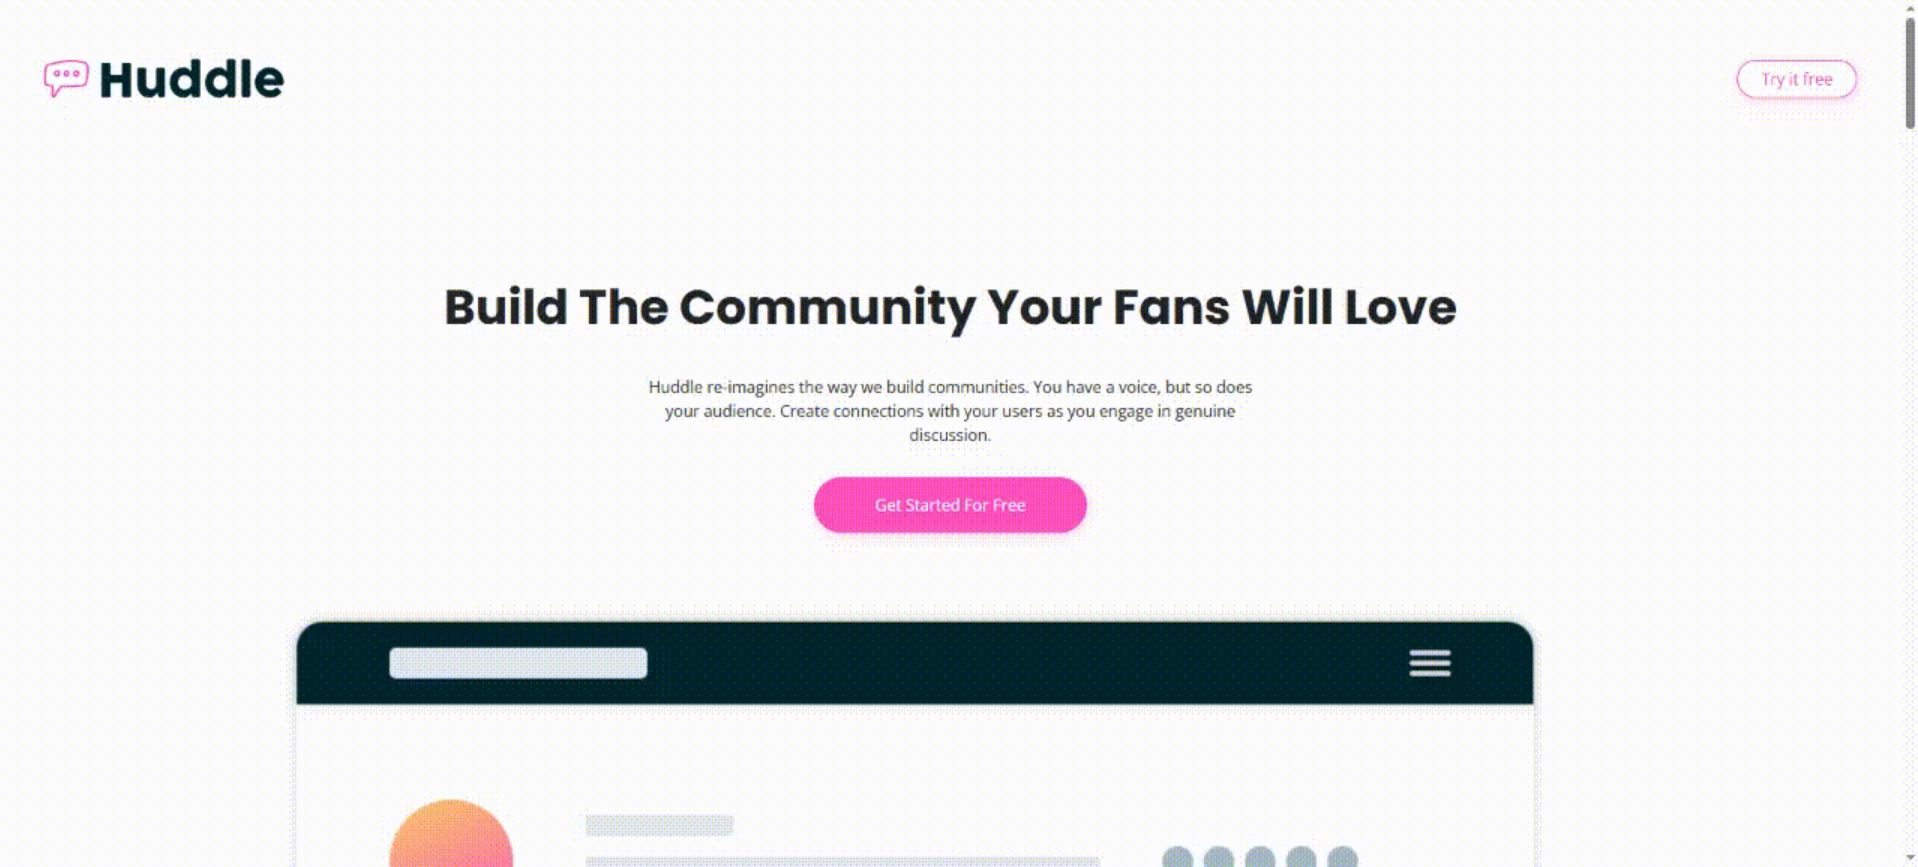 Huddle
Try it free
Build The Community Your Fans Will Love
Huddle re-imagines the way we build communities. You have a voice, but so does
your audience. Create connections with your users as you engage in genuine
discussion.
Get Started For Free